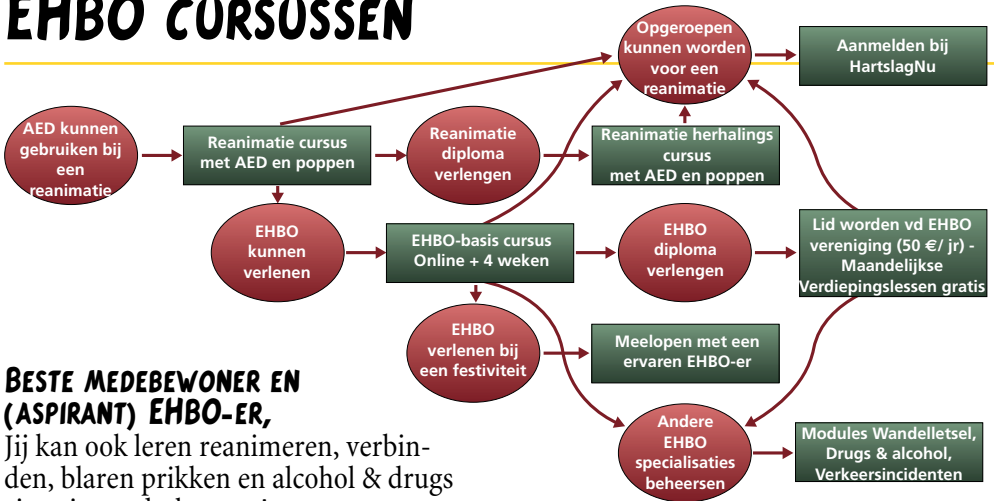 EHBO CURSUSSEN
Opgeroepen
kunnen worden
voor een
reanimatie
Aanmelden bij
HartslagNu
AED kunnen
gebruiken bij
een
reanimatie
Reanimatie cursus
met AED en poppen
Reanimatie
diploma
verlengen
Reanimatie herhalings
cursus
met AED en poppen
EHBO
kunnen
verlenen
EHBO-basis cursus
Online + 4 weken
EHBO
diploma
verlengen
Lid worden vd EHBO
vereniging (50 €/ jr) -
Maandelijkse
Verdiepingslessen gratis
EHBO
verlenen bij
een festiviteit
Meelopen met een
ervaren EHBO-er
Andere
EHBO
specialisaties
beheersen
Modules Wandelletsel,
Drugs & alcohol,
Verkeersincidenten
BESTE MEDEBEWONER EN
(ASPIRANT) EHBO-ER,
Jij kan ook leren reanimeren, verbin-
den, blaren prikken en alcohol & drugs